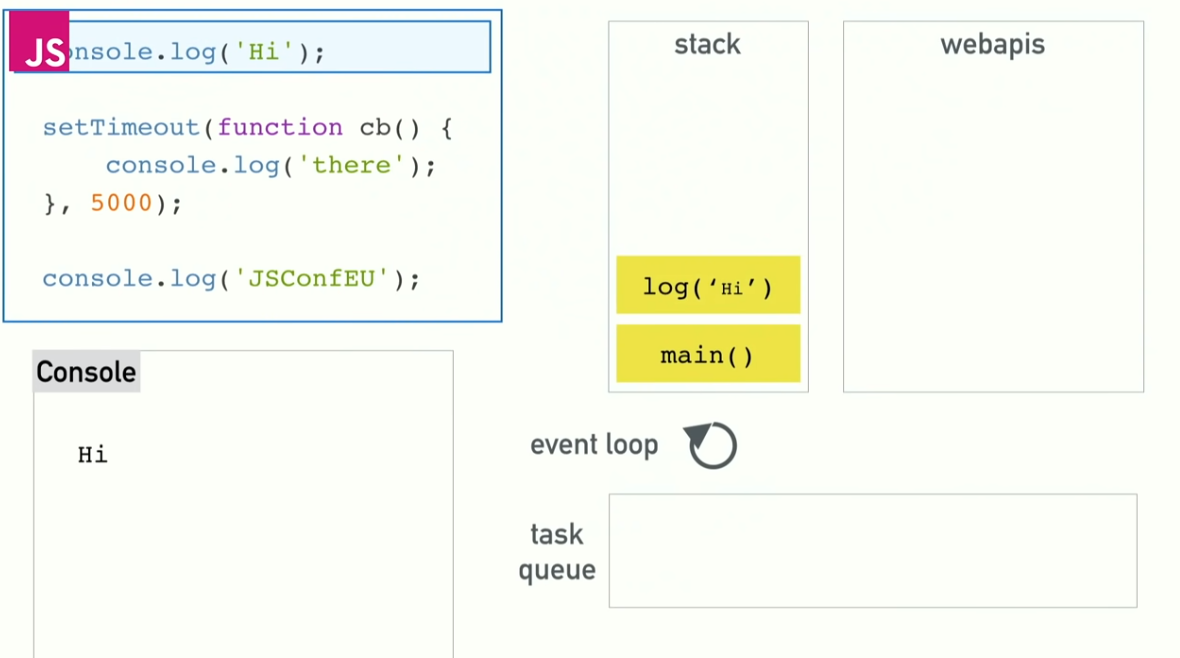 JS
onsole.log('Hi');
setTimeout(function cb() {
    console.log('there');
}, 5000);
console.log('JSConfEU');
Console
Hi
stack
log(‘Hi’)
main()
webapis
event loop
task
queue